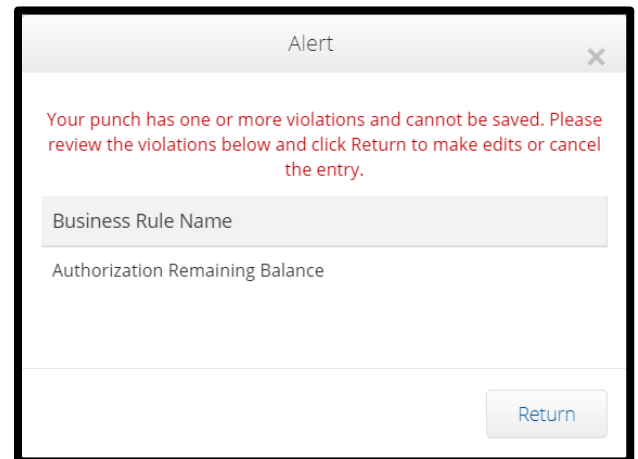 Alert
×
Your punch has one or more violations and cannot be saved. Please
review the violations below and click Return to make edits or cancel
the entry.
Business Rule Name
Authorization Remaining Balance
Return